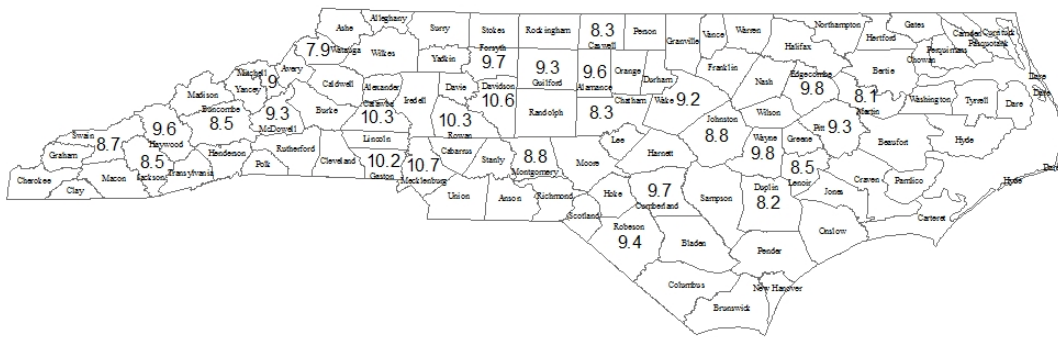 Ashe
Alleghany
Surry
Stokes
Rockingham
8.3
Caswell
Person
Granville
Vance
Warren
Northampton
Gates
Hertford
Halifax
Camden
Currituck
Pasquotank
Perquimans
Chowan
Bertie
7.9
Watauga
Wilkes
Yadkin
Forsyth
9.7
9.3
Guilford
9.6
Alamance
Orange
Durham
Franklin
Nash
Edgecombe
9.8
8.1
Martin
Washington
Tyrrell
Dare
Dare
Dare
Mitchell
9
Avery
Yancey
Madison
Caldwell
Alexander
Iredell
Davie
Davidson
10.6
Randolph
Chatham
8.3
Wake
9.2
Johnston
8.8
Wilson
Wayne
9.8
Greene
Pitt
9.3
Beaufort
Hyde
Buncombe
8.5
9.3
McDowell
Burke
Catawba
10.3
10.3
Rowan
Lincoln
Swain
8.7
9.6
Haywood
Graham
8.5
Jackson
Henderson
Transylvania
Polk
Rutherford
Cleveland
10.2
Gaston
10.7
Mecklenburg
Cabarrus
Stanly
8.8
Montgomery
Moore
Lee
Harnett
8.5
Lenoir
Cherokee
Clay
Macon
Union
Anson
Richmond
Scotland
Hoke
9.7
Cumberland
Sampson
Duplin
8.2
Jones
Craven
Pamlico
Carteret
Hyde
Dare
Onslow
Robeson
9.4
Bladen
Pender
Columbus
New Hanover
Brunswick